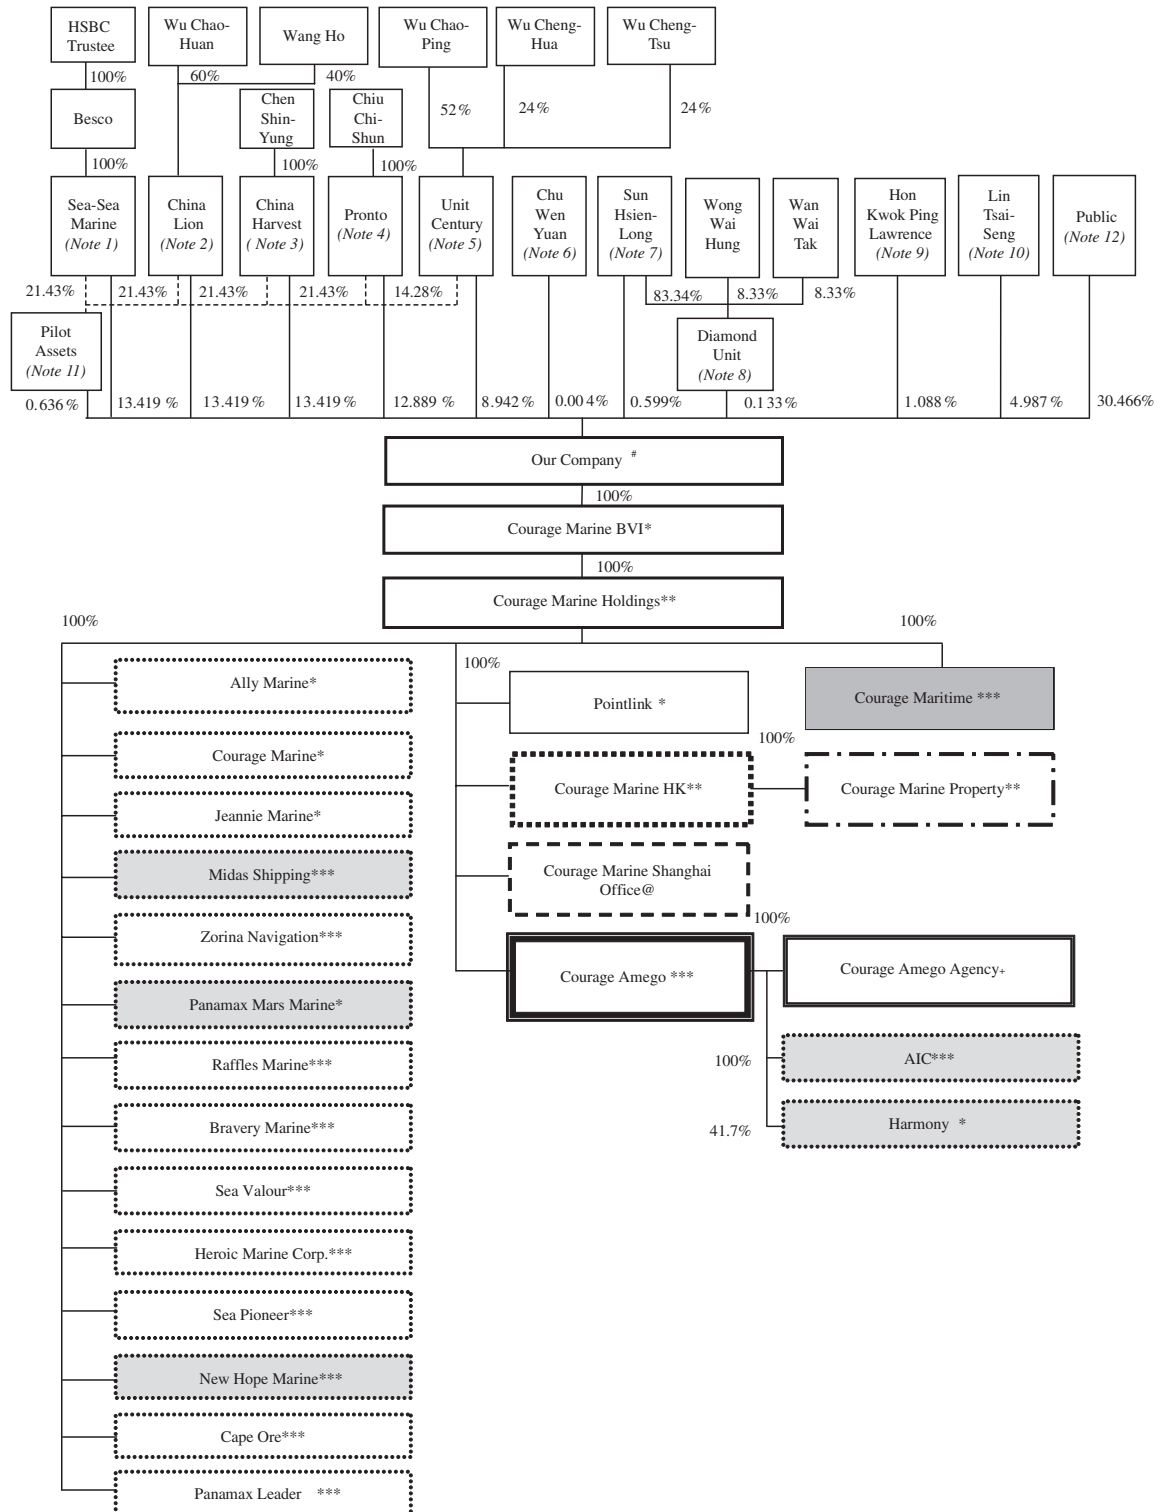 HSBC
Trustee
Wu Chao-
Huan
Wang Ho
Wu Chao-
Ping
Wu Cheng-
Hua
Wu Cheng-
Tsu
100%
60%
40%
Besco
Chen
Shin-
Yung
Chiu
Chi-
Shun
52%
24%
24%
100%
100%
100%
Sea-Sea
Marine
(Note 1)
China
Lion
(Note 2)
China
Harvest
( Note 3)
Pronto
(Note 4)
Unit
Century
(Note 5)
Chu
Wen
Yuan
(Note 6)
Sun
Hsien-
Long
(Note 7)
Wong
Wai
Hung
Wan
Wai
Tak
Hon
Kwok Ping
Lawrence
(Note 9)
Lin
Tsai-
Seng
(Note 10)
Public
(Note 12)
21.43%
21.43%
21.43%
21.43%
14.28%
83.34%
8.33%
8.33%
Pilot
Assets
(Note 11)
Diamond
Unit
(Note 8)
0.636%
13.419 %
13.419 %
13.419 %
12.889 %
8.942%
0.004%
0.599%
0.133%
1.088%
4.987%
30.466%
Our Company #
100%
Courage Marine BVI*
100%
Courage Marine Holdings**
100%
100%
100%
Ally Marine*
Courage Marine*
Jeannie Marine*
Midas Shipping***
Zorina Navigation***
Panamax Mars Marine*
Raffles Marine***
Bravery Marine***
Sea Valour***
Heroic Marine Corp.***
Sea Pioneer***
New Hope Marine***
Cape Ore***
Panamax Leader ***
Pointlink *
Courage Maritime ***
100%
Courage Marine HK**
Courage Marine Property**
Courage Marine Shanghai
Office@
100%
Courage Amego ***
Courage Amego Agency+
100%
AIC***
41.7%
Harmony *